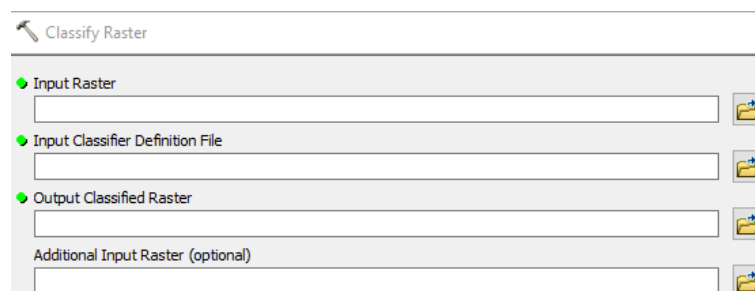 Classify Raster
Input Raster
Input Classifier Definition File
Output Classified Raster
Additional Input Raster (optional)